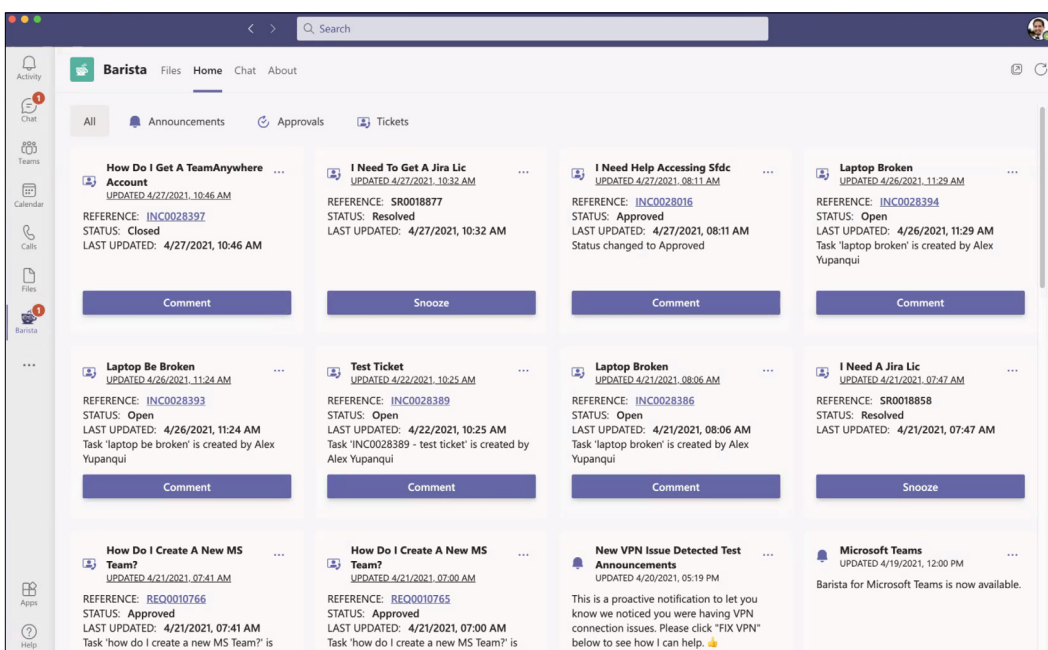 Search
Activity
1
Chat
Teams
Calendar
Calls
Files
1
Barista
...
Apps
Help
Barista Files Home Chat About
All Announcements Approvals Tickets
How Do I Get A TeamAnywhere ...
Account
UPDATED 4/27/2021, 10:46 AM
REFERENCE: INC0028397
STATUS: Closed
LAST UPDATED: 4/27/2021, 10:46 AM
Comment
I Need To Get A Jira Lic ...
UPDATED 4/27/2021, 10:32 AM
REFERENCE: SR0018877
STATUS: Resolved
LAST UPDATED: 4/27/2021, 10:32 AM
Snooze
I Need Help Accessing Sfdc ...
UPDATED 4/27/2021, 08:11 AM
REFERENCE: INC0028016
STATUS: Approved
LAST UPDATED: 4/27/2021, 08:11 AM
Status changed to Approved
Comment
Laptop Broken ...
UPDATED 4/26/2021, 11:29 AM
REFERENCE: INC0028394
STATUS: Open
LAST UPDATED: 4/26/2021, 11:29 AM
Task 'laptop broken' is created by Alex
Yupanqui
Comment
Laptop Be Broken ...
UPDATED 4/26/2021, 11:24 AM
REFERENCE: INC0028393
STATUS: Open
LAST UPDATED: 4/26/2021, 11:24 AM
Task 'laptop be broken' is created by Alex
Yupanqui
Comment
Test Ticket ...
UPDATED 4/22/2021, 10:25 AM
REFERENCE: INC0028389
STATUS: Open
LAST UPDATED: 4/22/2021, 10:25 AM
Task 'INC0028389 - test ticket' is created by
Alex Yupanqui
Comment
Laptop Broken ...
UPDATED 4/21/2021, 08:06 AM
REFERENCE: INC0028386
STATUS: Open
LAST UPDATED: 4/21/2021, 08:06 AM
Task 'laptop broken' is created by Alex
Yupanqui
Comment
I Need A Jira Lic ...
UPDATED 4/21/2021, 07:47 AM
REFERENCE: SR0018858
STATUS: Resolved
LAST UPDATED: 4/21/2021, 07:47 AM
Snooze
How Do I Create A New MS ...
Team?
UPDATED 4/21/2021, 07:41 AM
REFERENCE: REQ0010766
STATUS: Approved
LAST UPDATED: 4/21/2021, 07:41 AM
Task 'how do I create a new MS Team?' is
How Do I Create A New MS ...
Team?
UPDATED 4/21/2021, 07:00 AM
REFERENCE: REQ0010765
STATUS: Approved
LAST UPDATED: 4/21/2021, 07:00 AM
Task 'how do I create a new MS Team?' is
New VPN Issue Detected Test ...
Announcements
UPDATED 4/20/2021, 05:19 PM
This is a proactive notification to let you
know we noticed you were having VPN
connection issues. Please click "FIX VPN"
below to see how I can help. 👍
Microsoft Teams ...
UPDATED 4/19/2021, 12:00 PM
Barista for Microsoft Teams is now available.